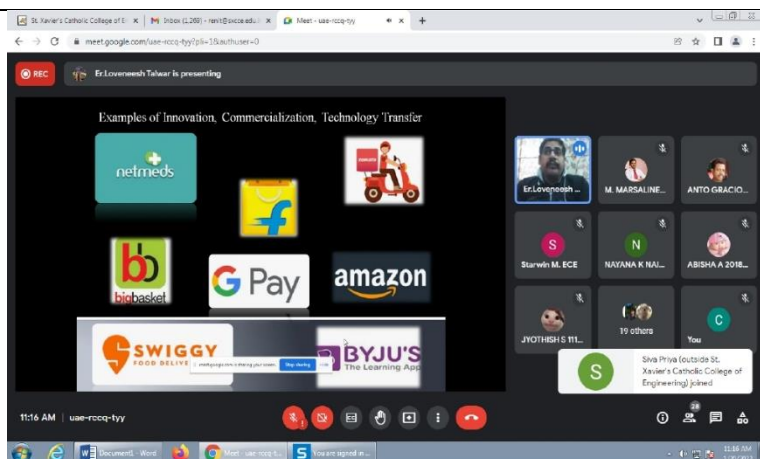 St. Xavier's Catholic College of E
Meet - uae-rccq-tyy
meet.google.com/uae-rccq-tyy?pli=1&authuser=0
REC
Er.Loveneesh Talwar is presenting
Examples of Innovation, Commercialization, Technology Transfer
netmeds
zomato
f
bb
bigbasket
G Pay
amazon
SWIGGY
FOOD DELIVE
BYJU'S
The Learning App
Stop sharing
Er.Loveneesh ...
M. MARSALINE...
ANTO GRACIO...
S
Starwin M. ECE
N
NAYANA K NAI...
ABISHA A 2018...
JYOTHISH S 111...
19 others
C
You
S
Siva Priya (outside St.
Xavier's Catholic College of
Engineering) joined
11:16 AM | uae-rccq-tyy
28
Document1 - Word
Meet - uae-rccq-t...
S
You are signed in ...
11:16 AM